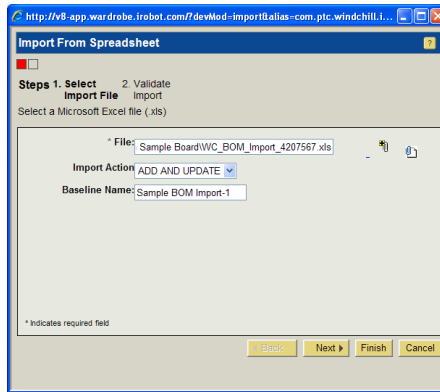 http://v8-app.wardrobe.irobot.com/?devMod=import&alias=com.ptc.windchill.i...
Import From Spreadsheet
?
Steps 1. Select Import File 2. Validate Import
Select a Microsoft Excel file (.xls)
* File: Sample Board\WC_BOM_Import_4207567.xls
Import Action ADD AND UPDATE
Baseline Name: Sample BOM Import-1
* Indicates required field
Back Next Finish Cancel